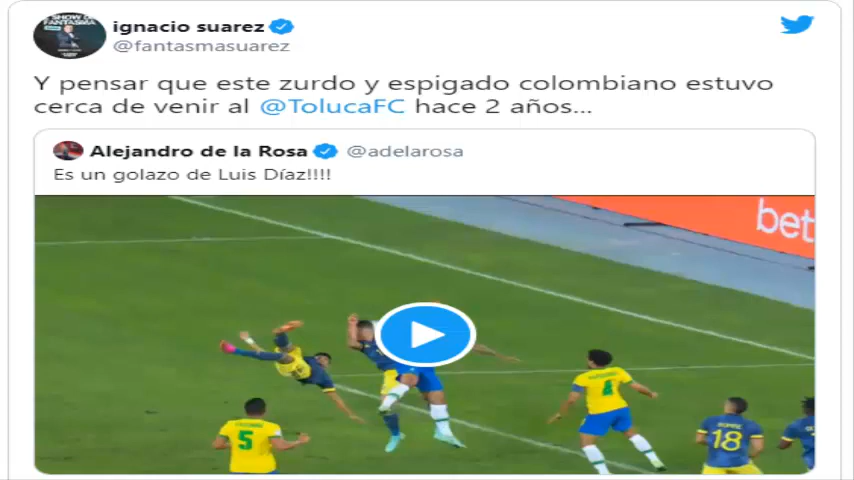 ignacio suarez
@fantasmasuarez
Y pensar que este zurdo y espigado colombiano estuvo
cerca de venir al @TolucaFC hace 2 años...
Alejandro de la Rosa @adelarosa
Es un golazo de Luis Díaz!!!!
bet
5
4
18